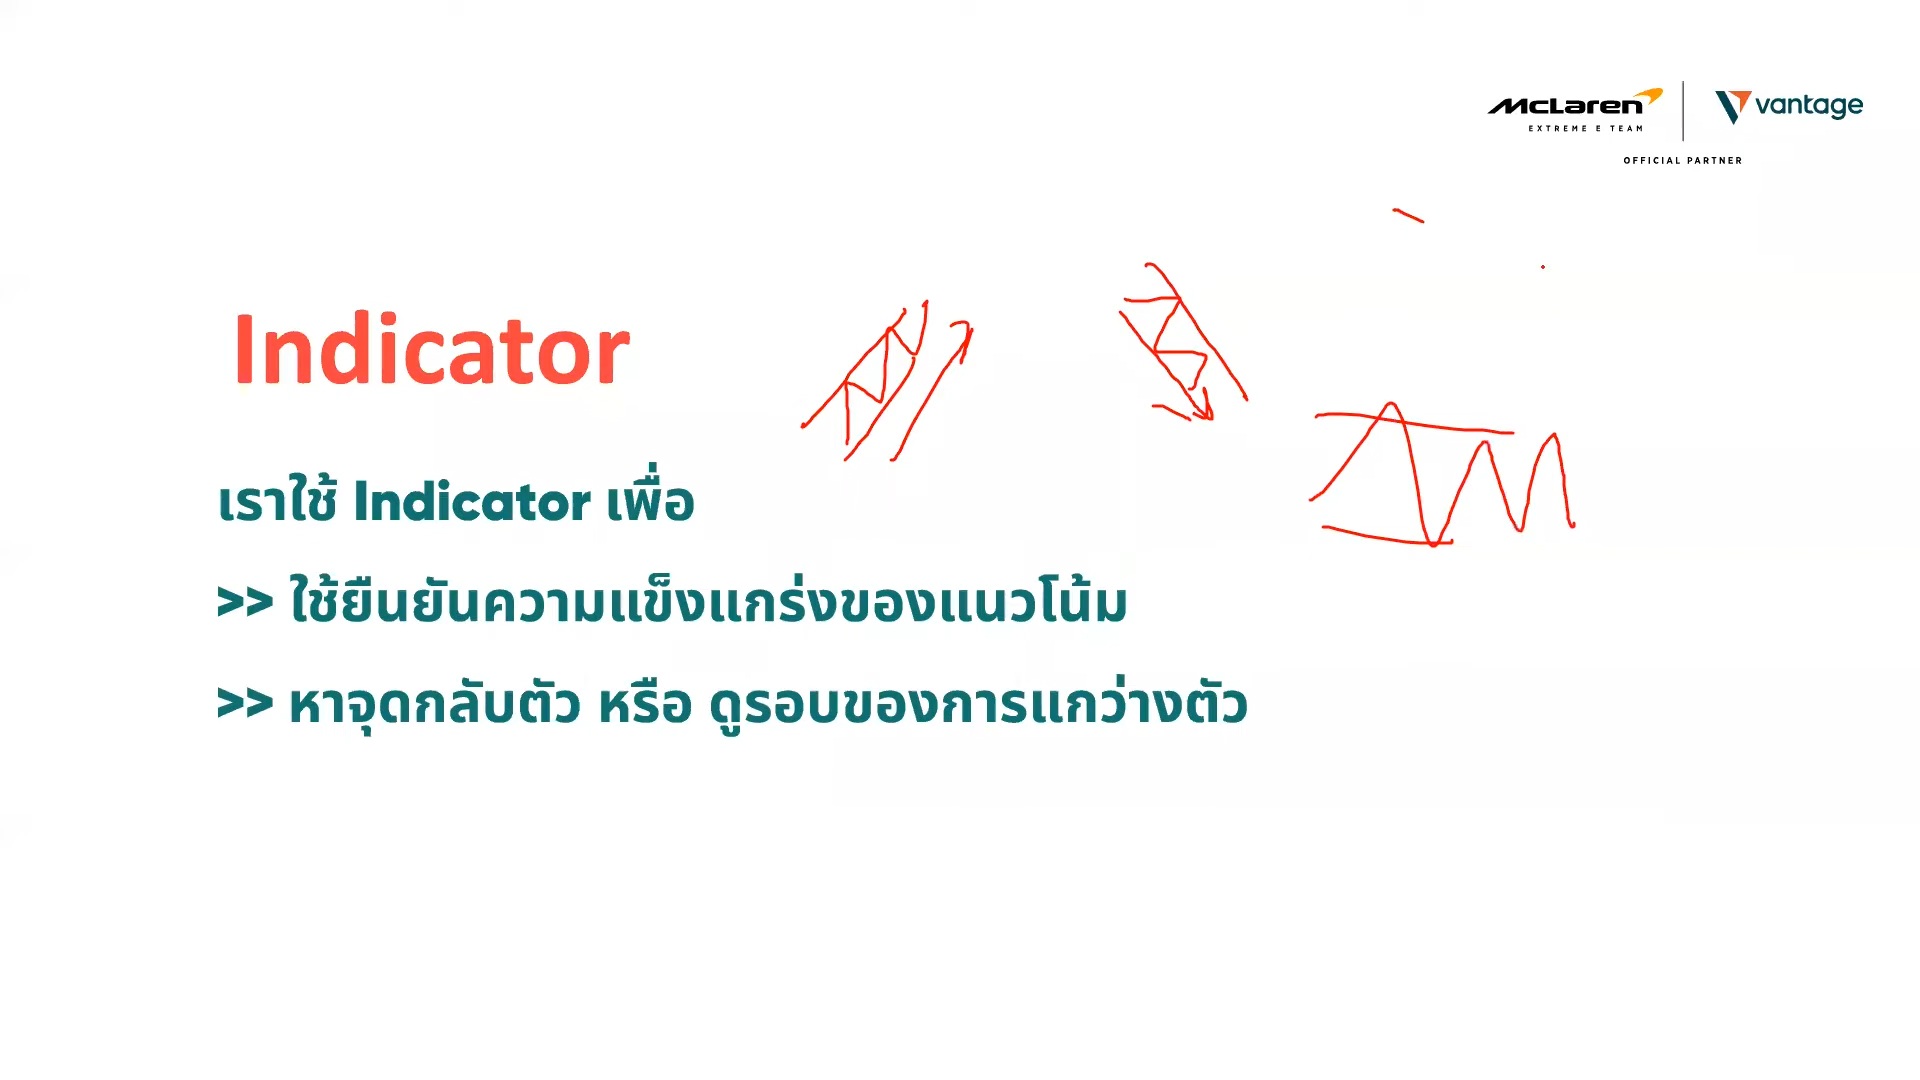 McLaren
EXTREME E TEAM
vantage
OFFICIAL PARTNER
Indicator
เราใช้ Indicator เพื่อ
>> ใช้ยืนยันความแข็งแกร่งของแนวโน้ม
>> หาจุดกลับตัว หรือ ดูรอบของการแกว่างตัว